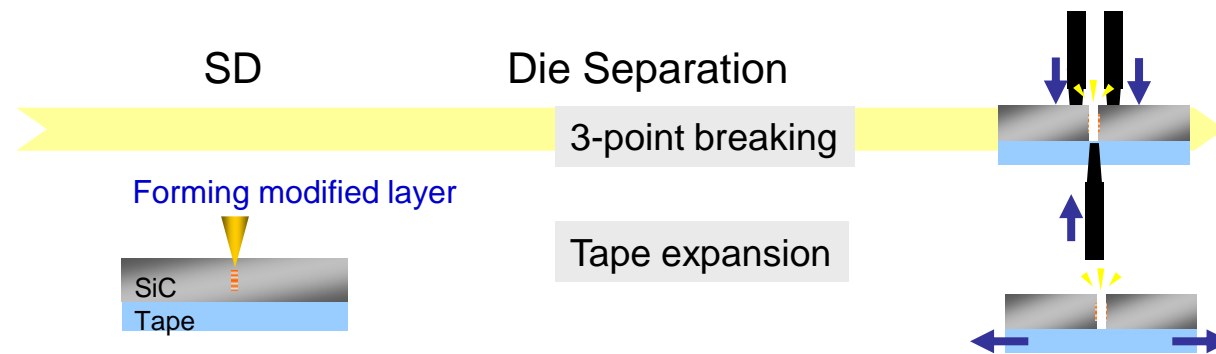 SD
Die Separation
3-point breaking
Forming modified layer
Tape expansion
SiC
Tape